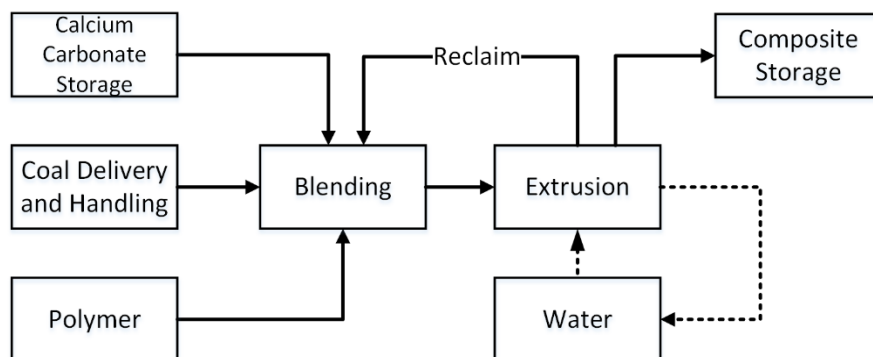 Calcium
Carbonate
Storage
Reclaim
Composite
Storage
Coal Delivery
and Handling
Blending
Extrusion
Polymer
Water